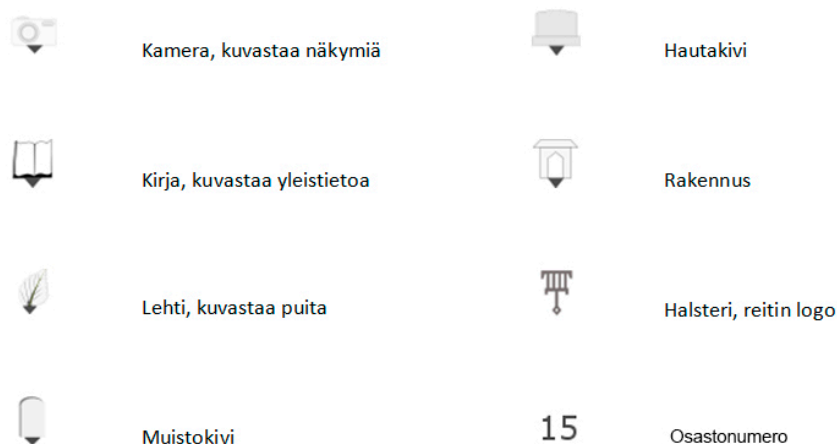 Kamera, kuvastaa näkymiä
Hautakivi
Kirja, kuvastaa yleistietoa
Rakennus
Lehti, kuvastaa puita
Halsteri, reitin logo
Muistokivi
15
Osastonumero